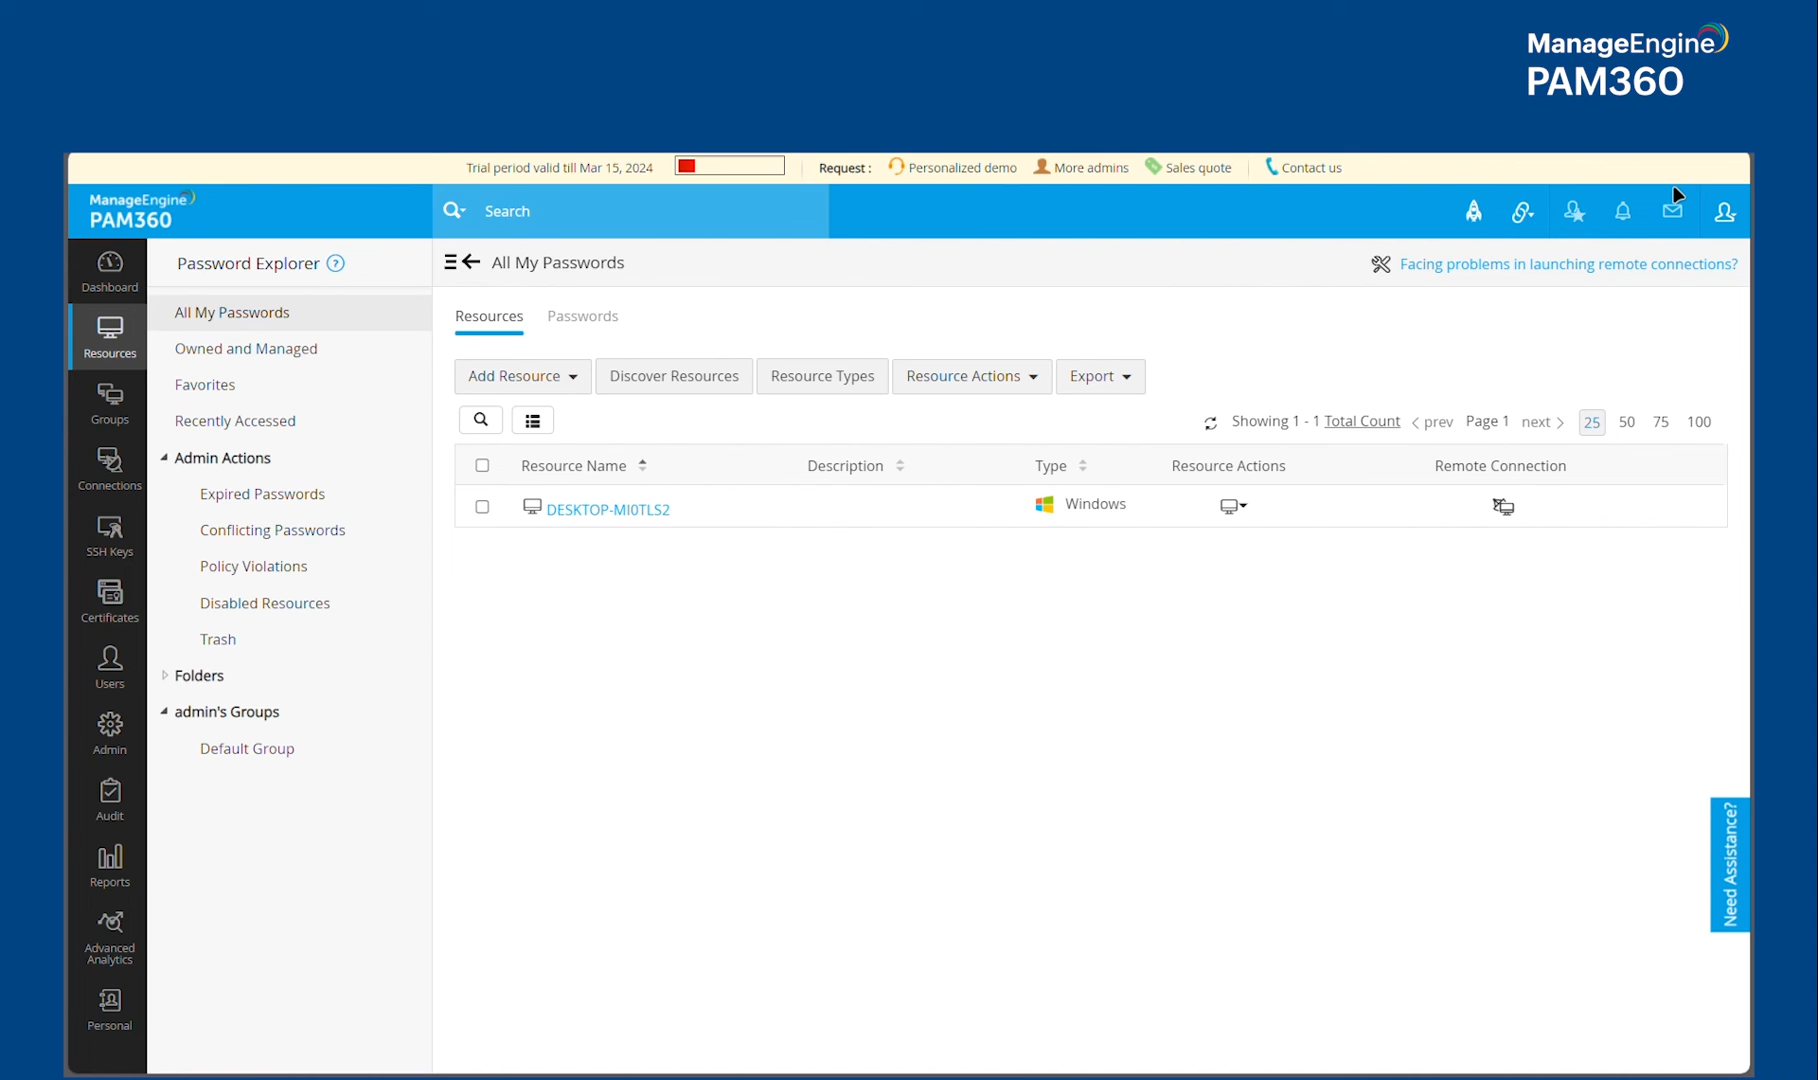 ManageEngine
PAM360
Trial period valid till Mar 15, 2024
Request :
Personalized demo
More admins
Sales quote
Contact us
ManageEngine
PAM360
Search
Dashboard
Resources
Groups
Connections
SSH Keys
Certificates
Users
Admin
Audit
Reports
Advanced
Analytics
Personal
Password Explorer ?
All My Passwords
Owned and Managed
Favorites
Recently Accessed
Admin Actions
Expired Passwords
Conflicting Passwords
Policy Violations
Disabled Resources
Trash
Folders
admin's Groups
Default Group
All My Passwords
Facing problems in launching remote connections?
Resources
Passwords
Add Resource
Discover Resources
Resource Types
Resource Actions
Export
Showing 1 - 1 Total Count
prev
Page 1
next
25
50
75
100
Resource Name
Description
Type
Resource Actions
Remote Connection
DESKTOP-MI0TLS2
Windows
Need Assistance?